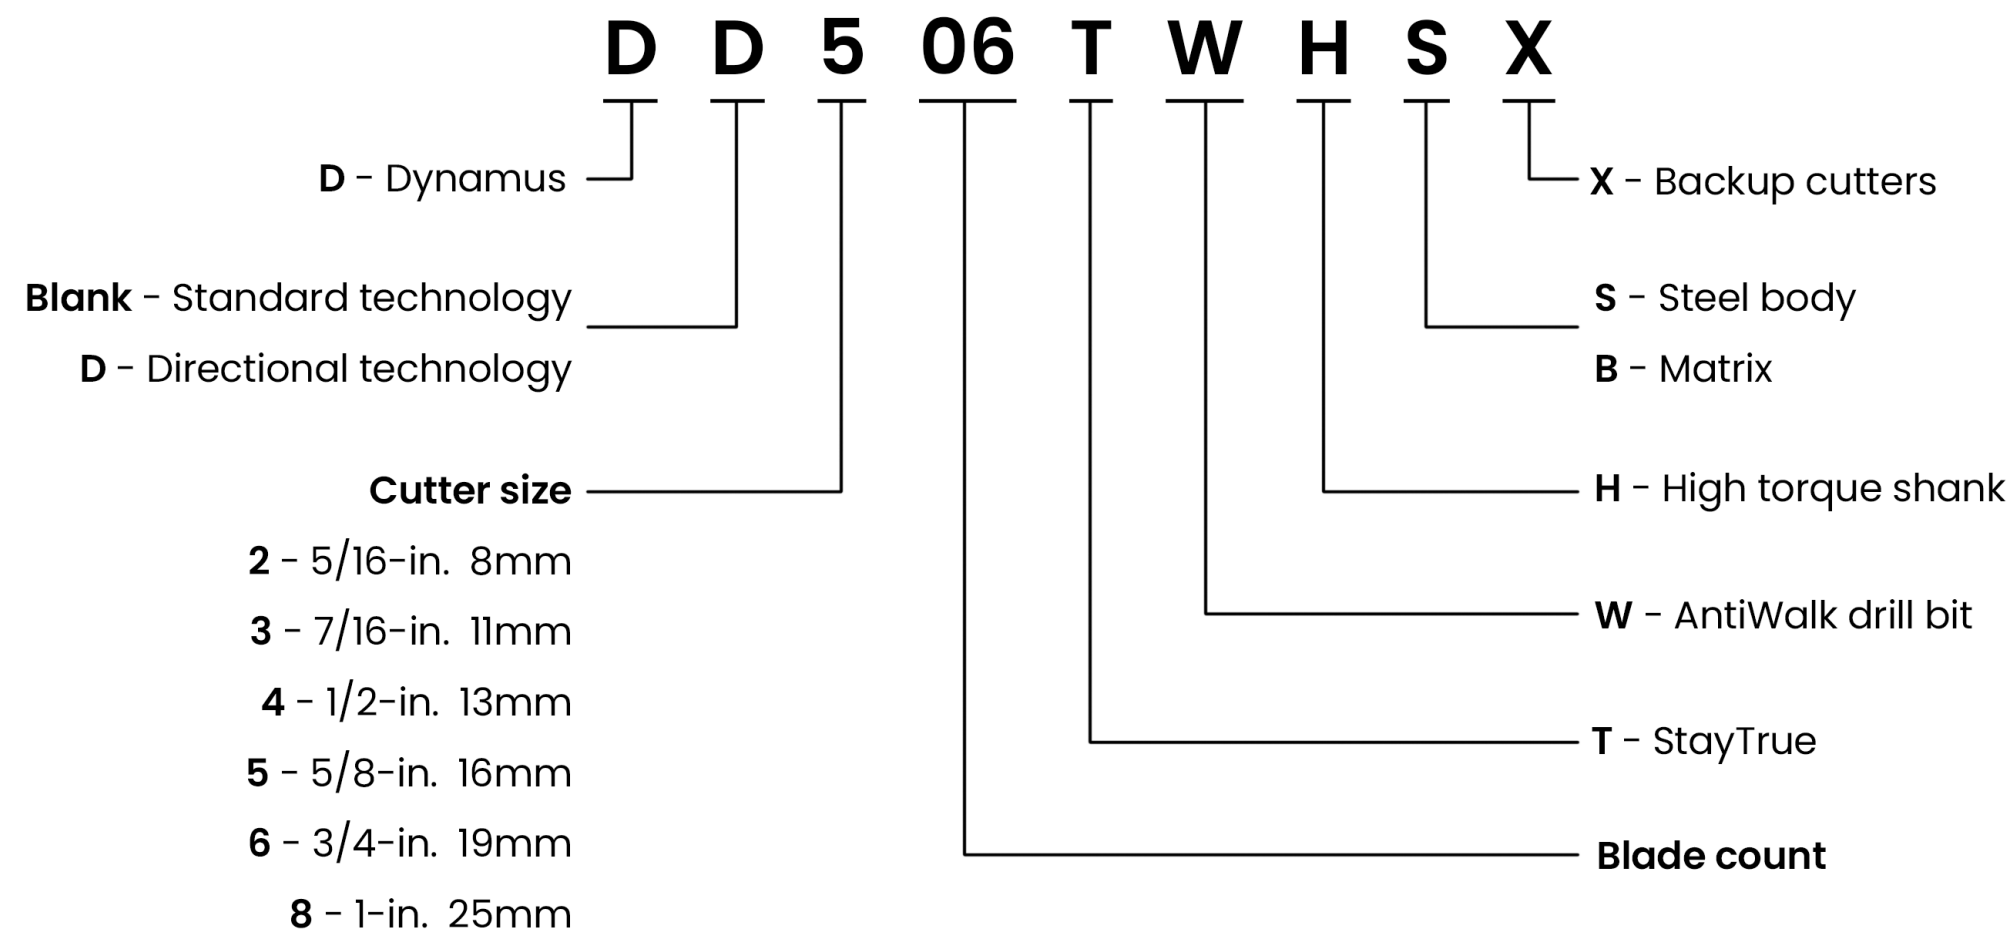 D D 5 06 T W H S X
D - Dynamus
X - Backup cutters
Blank - Standard technology
D - Directional technology
S - Steel body
B - Matrix
Cutter size
2 - 5/16-in. 8mm
3 - 7/16-in. 11mm
4 - 1/2-in. 13mm
5 - 5/8-in. 16mm
6 - 3/4-in. 19mm
8 - 1-in. 25mm
H - High torque shank
W - AntiWalk drill bit
T - StayTrue
Blade count